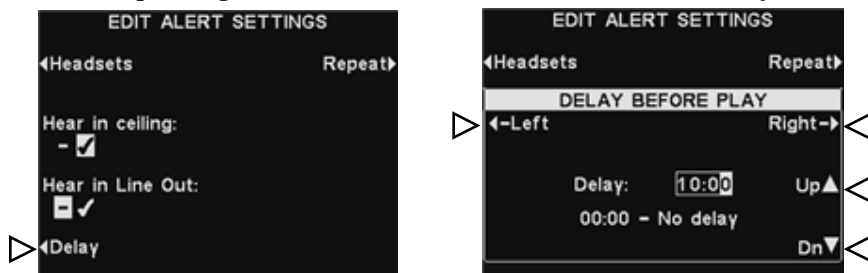 EDIT ALERT SETTINGS
◂Headsets Repeat▸
Hear in ceiling:
– ✓
Hear in Line Out:
– ✓
◂Delay
EDIT ALERT SETTINGS
◂Headsets Repeat▸
DELAY BEFORE PLAY
◂–Left Right–▸
Delay: 10:00 Up▲
00:00 – No delay
Dn▼